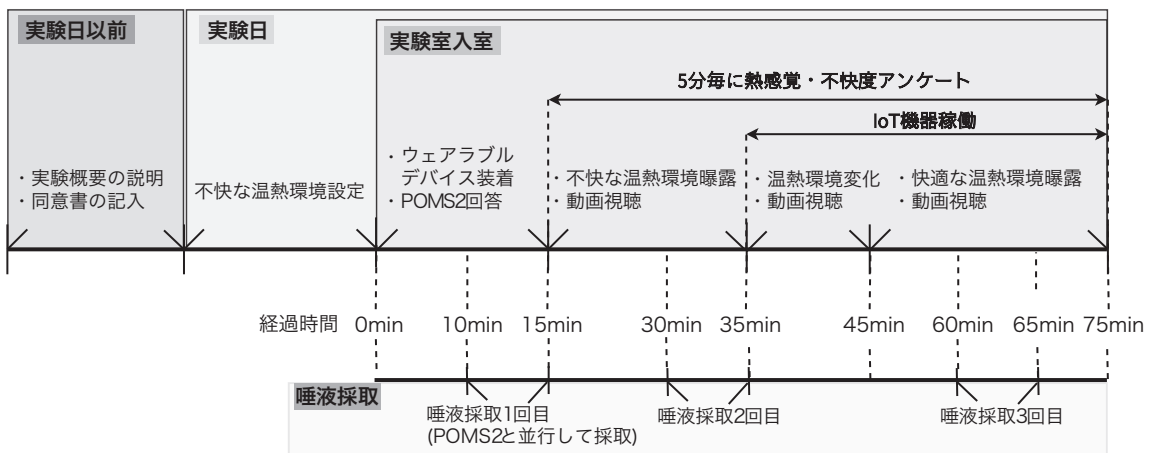 実験日以前
実験日
実験室入室
5分毎に熱感覚・不快度アンケート
IoT機器稼働
・実験概要の説明
・同意書の記入
不快な温熱環境設定
・ウェアラブル
デバイス装着
・POMS2回答
・不快な温熱環境曝露
・動画視聴
・温熱環境変化
・動画視聴
・快適な温熱環境曝露
・動画視聴
経過時間 0min 10min 15min 30min 35min 45min 60min 65min 75min
唾液採取
唾液採取1回目
(POMS2と並行して採取)
唾液採取2回目
唾液採取3回目